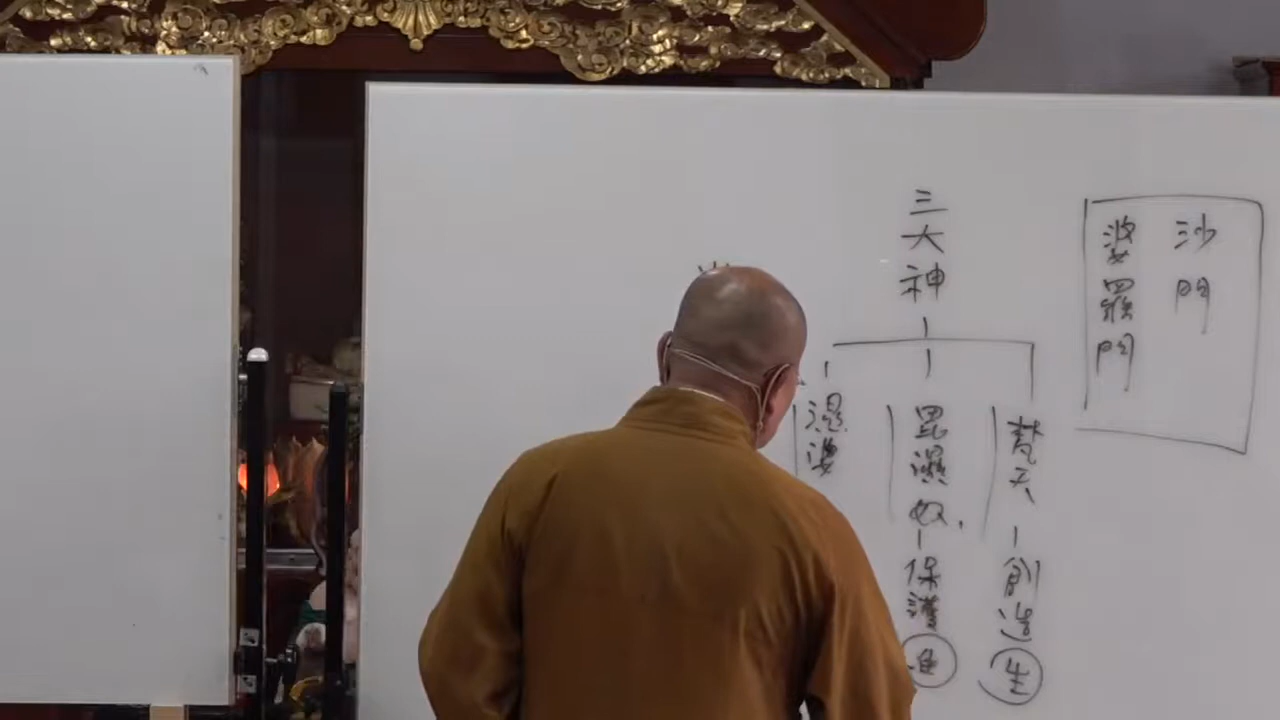 沙門
婆羅門
三大神
梵天-創造生
毘濕奴-保護住
濕婆